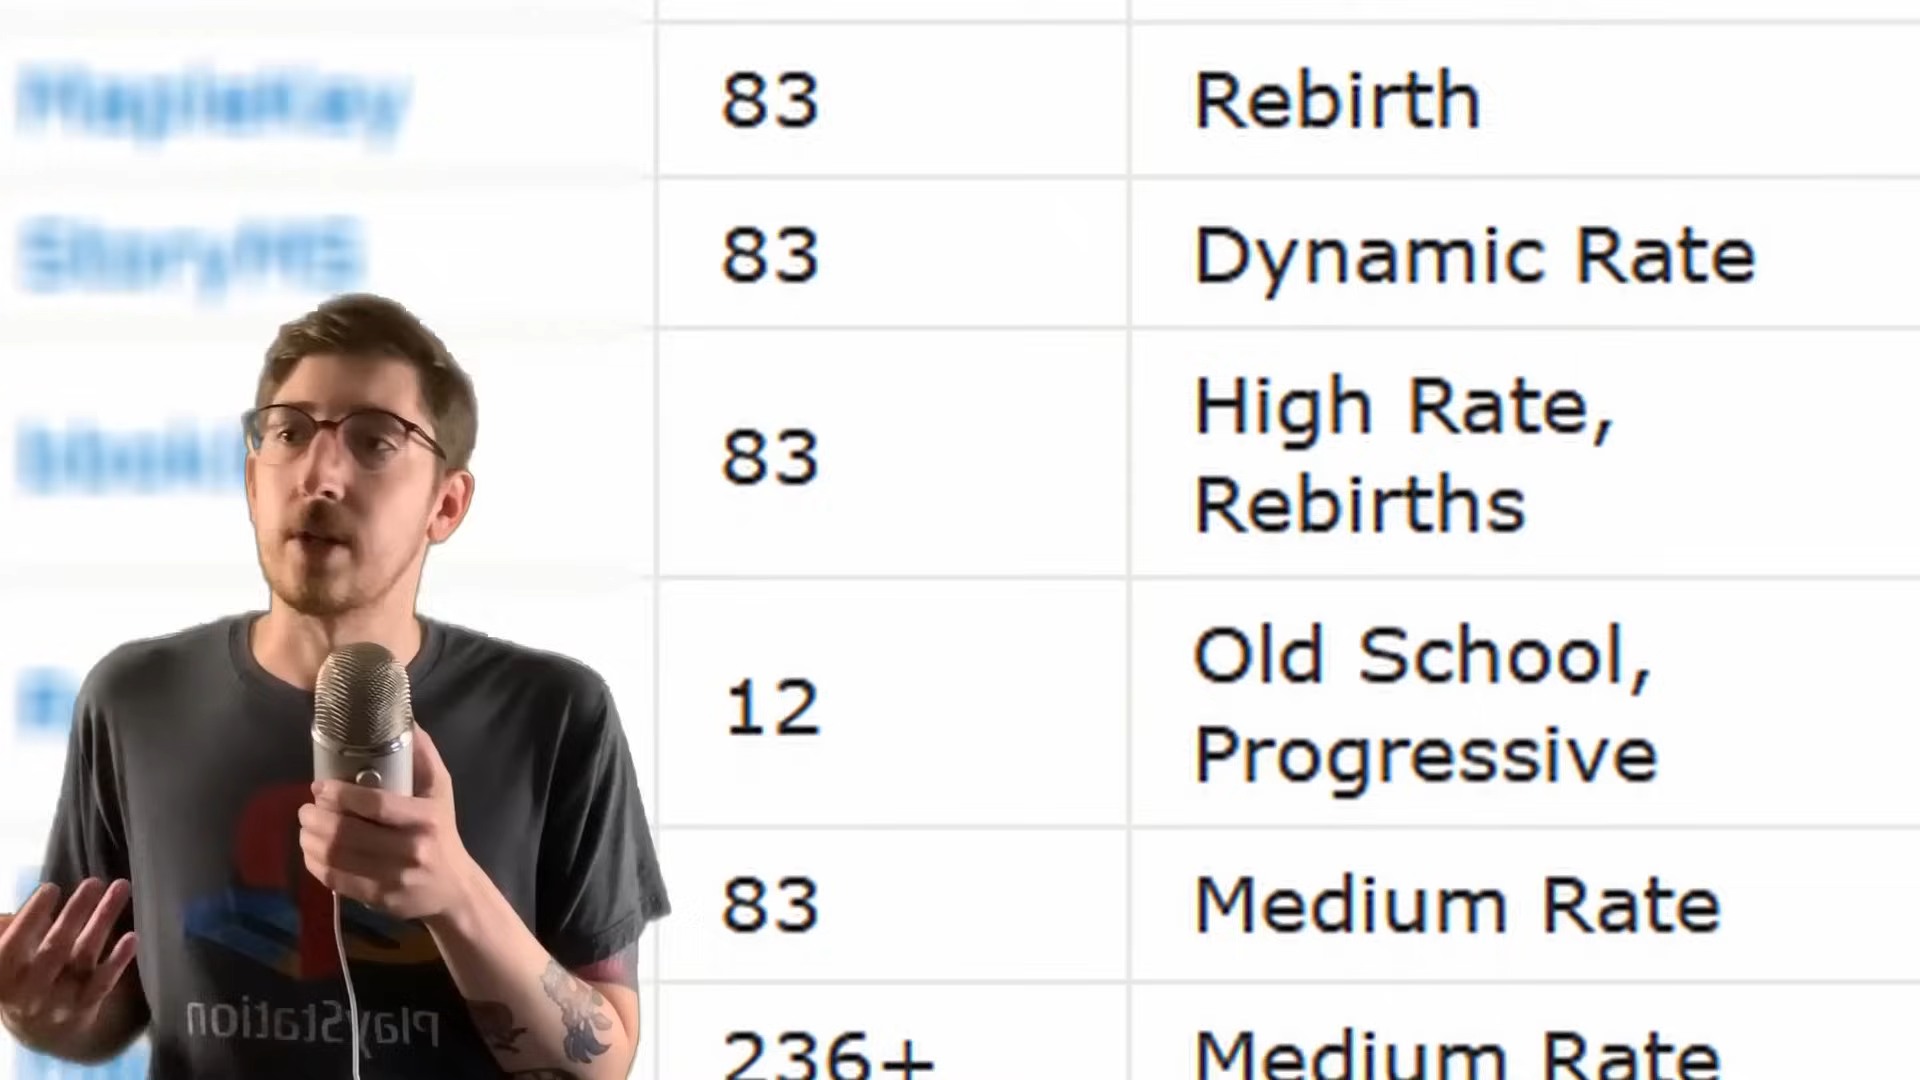 83
Rebirth
83
Dynamic Rate
83
High Rate,
Rebirths
12
Old School,
Progressive
83
Medium Rate
236+
Medium Rate
PlayStation